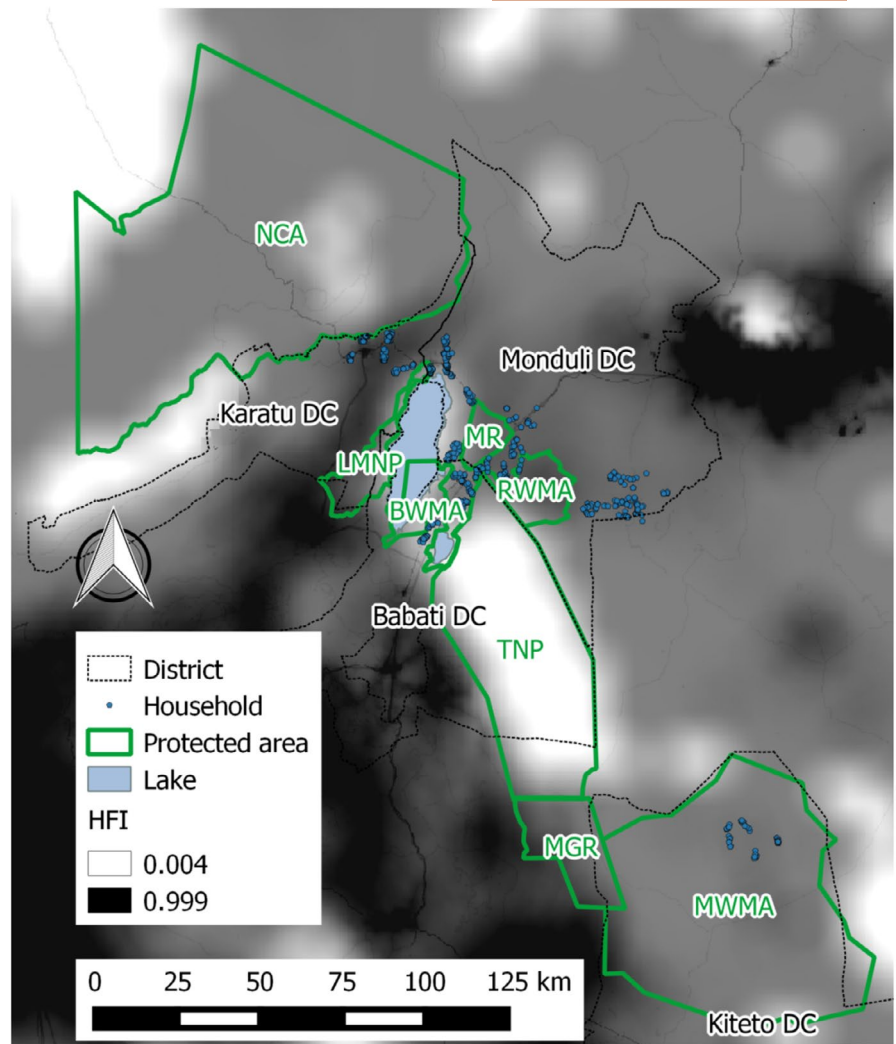 NCA
Monduli DC
Karatu DC
MR
LMNP
RWMA
BWMA
Babati DC
TNP
District
Household
Protected area
Lake
HFI
0.004
0.999
MGR
MWMA
0 25 50 75 100 125 km
Kiteto DC